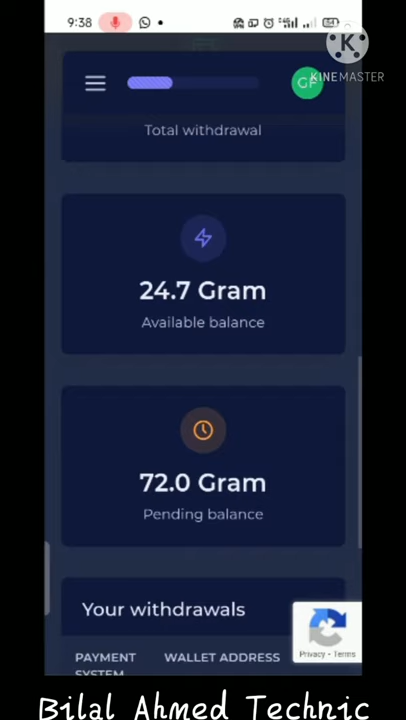 9:38
KINEMASTER
GF
Total withdrawal
24.7 Gram
Available balance
72.0 Gram
Pending balance
Your withdrawals
PAYMENT SYSTEM
WALLET ADDRESS
Privacy - Terms
Bilal Ahmed Technic